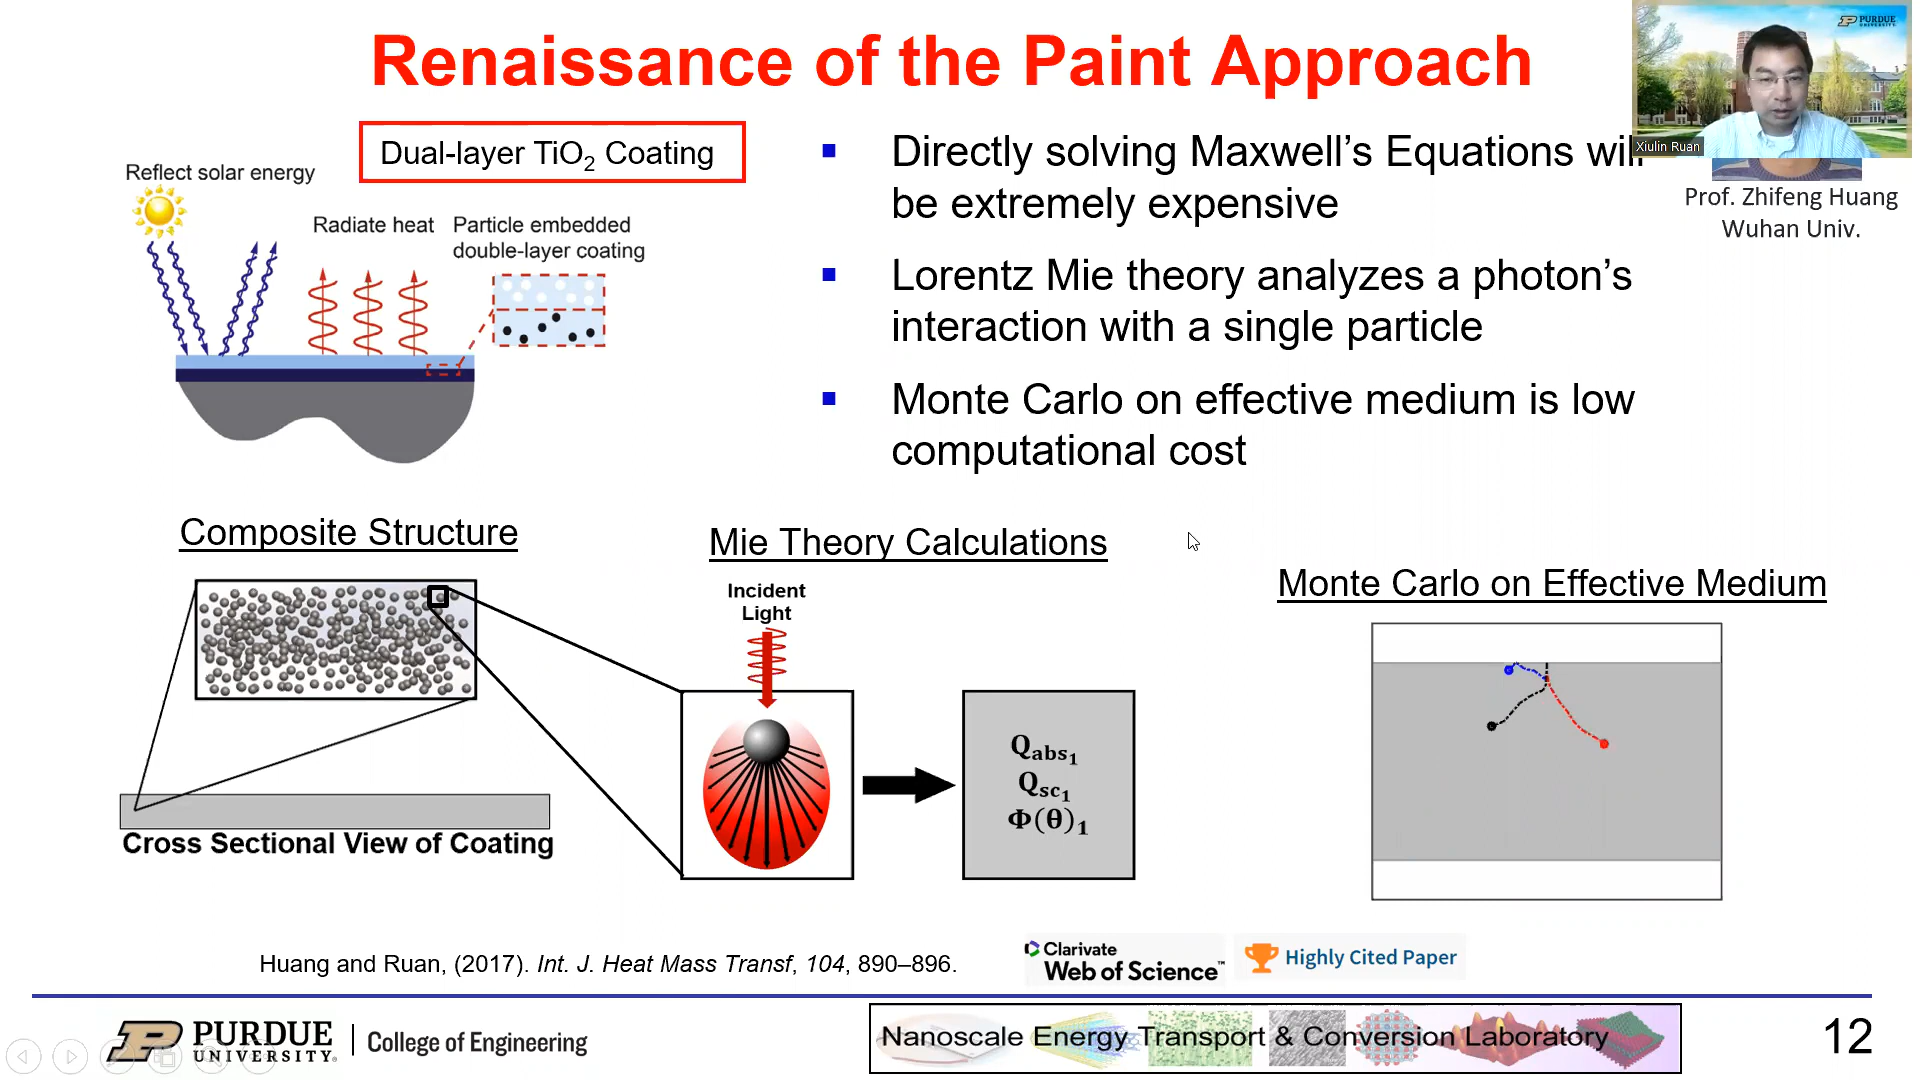 Renaissance of the Paint Approach
PURDUE
UNIVERSITY
Xiulin Ruan
Prof. Zhifeng Huang
Wuhan Univ.
Dual-layer TiO2 Coating
Reflect solar energy
Radiate heat
Particle embedded
double-layer coating
Directly solving Maxwell's Equations will
be extremely expensive
Lorentz Mie theory analyzes a photon's
interaction with a single particle
Monte Carlo on effective medium is low
computational cost
Composite Structure
Cross Sectional View of Coating
Mie Theory Calculations
Incident
Light
Qabs1
Qsc1
Φ(θ)1
Monte Carlo on Effective Medium
Huang and Ruan, (2017). Int. J. Heat Mass Transf, 104, 890–896.
Clarivate
Web of Science™
Highly Cited Paper
PURDUE
UNIVERSITY®
College of Engineering
Nanoscale Energy Transport & Conversion Laboratory
12